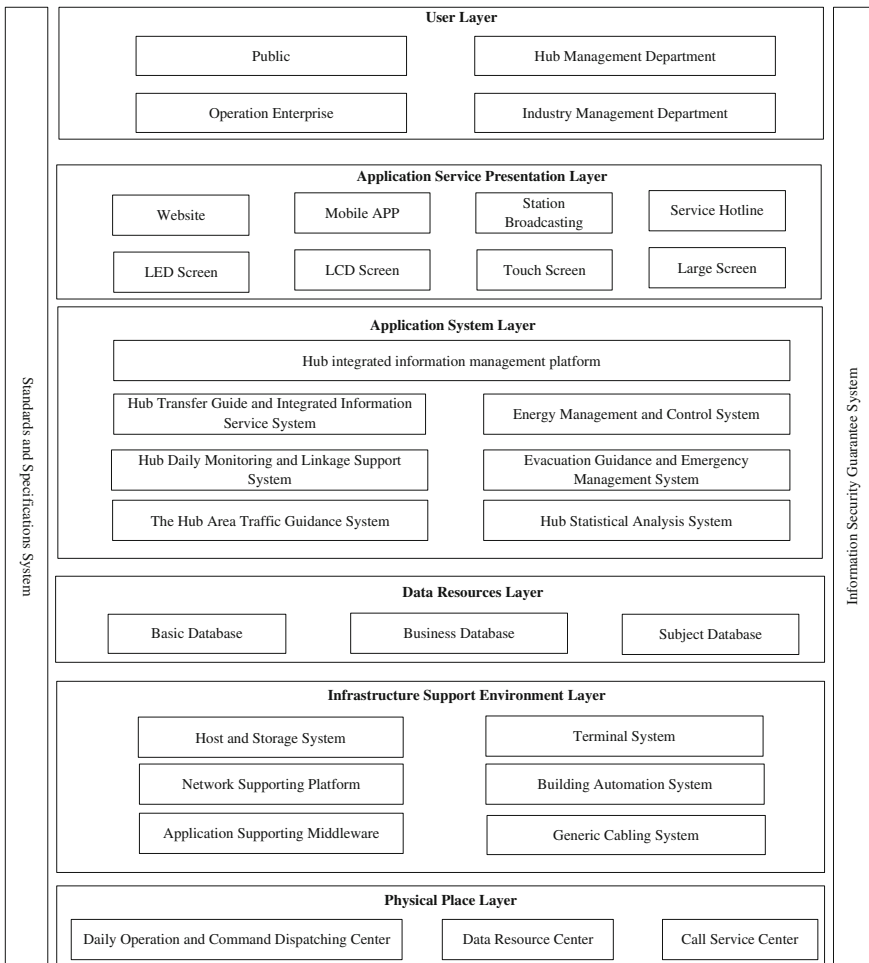 User Layer
Public
Hub Management Department
Operation Enterprise
Industry Management Department
Application Service Presentation Layer
Website
Mobile APP
Station
Broadcasting
Service Hotline
LED Screen
LCD Screen
Touch Screen
Large Screen
Application System Layer
Hub integrated information management platform
Hub Transfer Guide and Integrated Information
Service System
Energy Management and Control System
Hub Daily Monitoring and Linkage Support
System
Evacuation Guidance and Emergency
Management System
The Hub Area Traffic Guidance System
Hub Statistical Analysis System
Data Resources Layer
Basic Database
Business Database
Subject Database
Infrastructure Support Environment Layer
Host and Storage System
Terminal System
Network Supporting Platform
Building Automation System
Application Supporting Middleware
Generic Cabling System
Physical Place Layer
Daily Operation and Command Dispatching Center
Data Resource Center
Call Service Center
Standards and Specifications System
Information Security Guarantee System